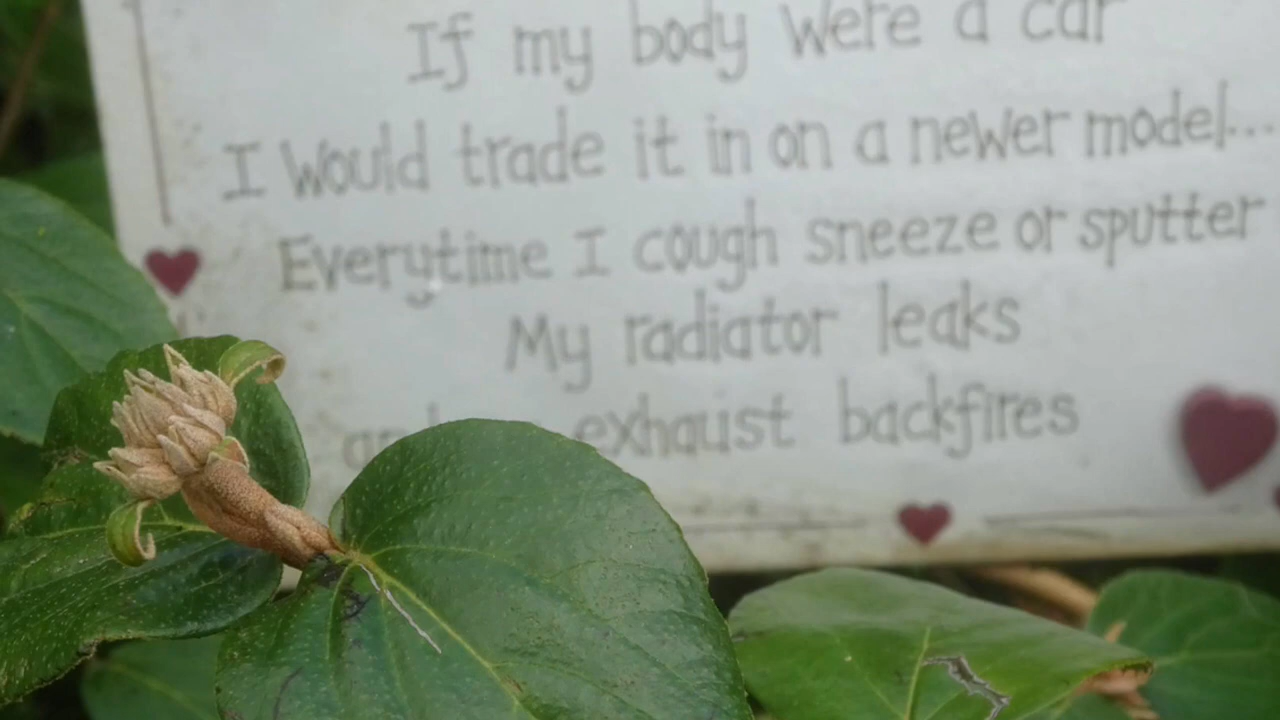 If my body were a car
I would trade it in on a newer model...
Everytime I cough sneeze or sputter
My radiator leaks
exhaust backfires